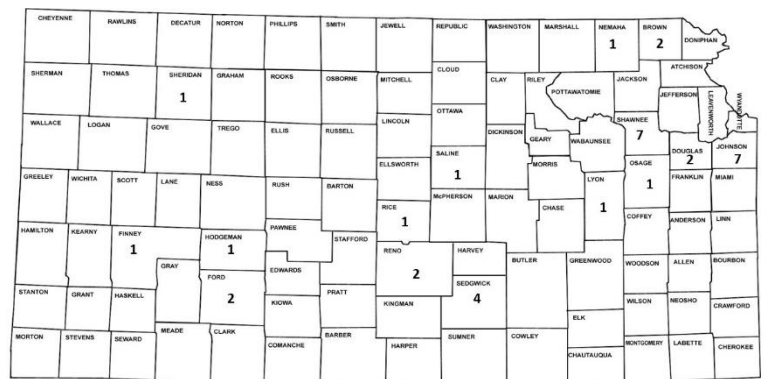 CHEYENNE RAWLINS DECATUR NORTON PHILLIPS SMITH JEWELL REPUBLIC WASHINGTON MARSHALL NEMAHA BROWN DONIPHAN
1 2
ATCHISON
SHERMAN THOMAS SHERIDAN GRAHAM ROOKS OSBORNE MITCHELL CLOUD CLAY RILEY POTTAWATOMIE JACKSON JEFFERSON LEAVENWORTH WYANDOTTE
1
WALLACE LOGAN GOVE TREGO ELLIS RUSSELL LINCOLN OTTAWA DICKINSON GEARY WABAUNSEE SHAWNEE DOUGLAS JOHNSON
7 2 7
ELLSWORTH SALINE MORRIS LYON OSAGE FRANKLIN MIAMI
1 1 1
GREELEY WICHITA SCOTT LANE NESS RUSH BARTON RICE McPHERSON MARION CHASE COFFEY ANDERSON LINN
1
HAMILTON KEARNY FINNEY HODGEMAN PAWNEE STAFFORD RENO HARVEY BUTLER GREENWOOD WOODSON ALLEN BOURBON
1 1 2
GRAY FORD EDWARDS SEDGWICK
2 4
STANTON GRANT HASKELL KIOWA PRATT KINGMAN ELK WILSON NEOSHO CRAWFORD
MORTON STEVENS SEWARD MEADE CLARK COMANCHE BARBER HARPER SUMNER COWLEY CHAUTAUQUA MONTGOMERY LABETTE CHEROKEE